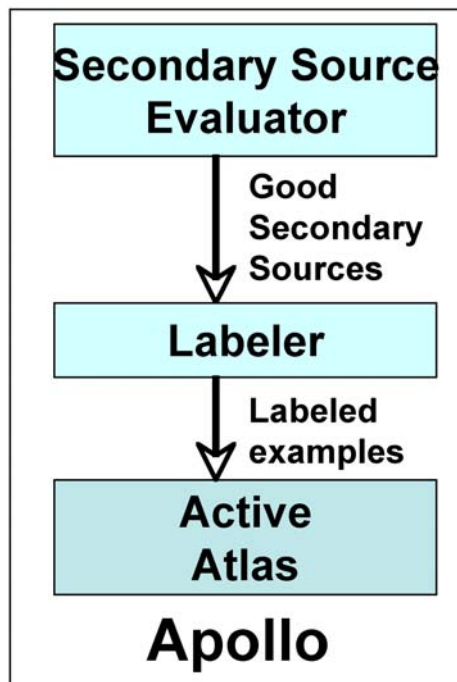 Secondary Source
Evaluator
Good
Secondary
Sources
Labeler
Labeled
examples
Active
Atlas
Apollo